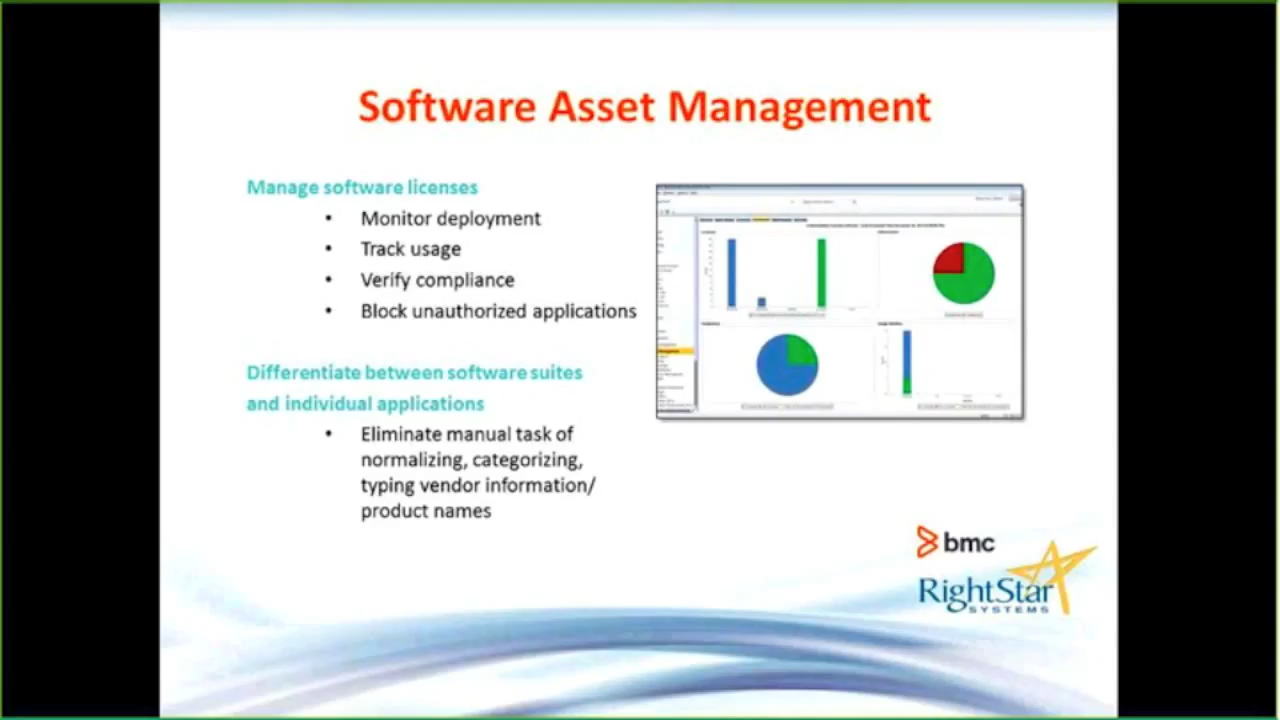 Software Asset Management
Manage software licenses
• Monitor deployment
• Track usage
• Verify compliance
• Block unauthorized applications
Differentiate between software suites
and individual applications
• Eliminate manual task of
normalizing, categorizing,
typing vendor information/
product names
bmc
RightStar
SYSTEMS